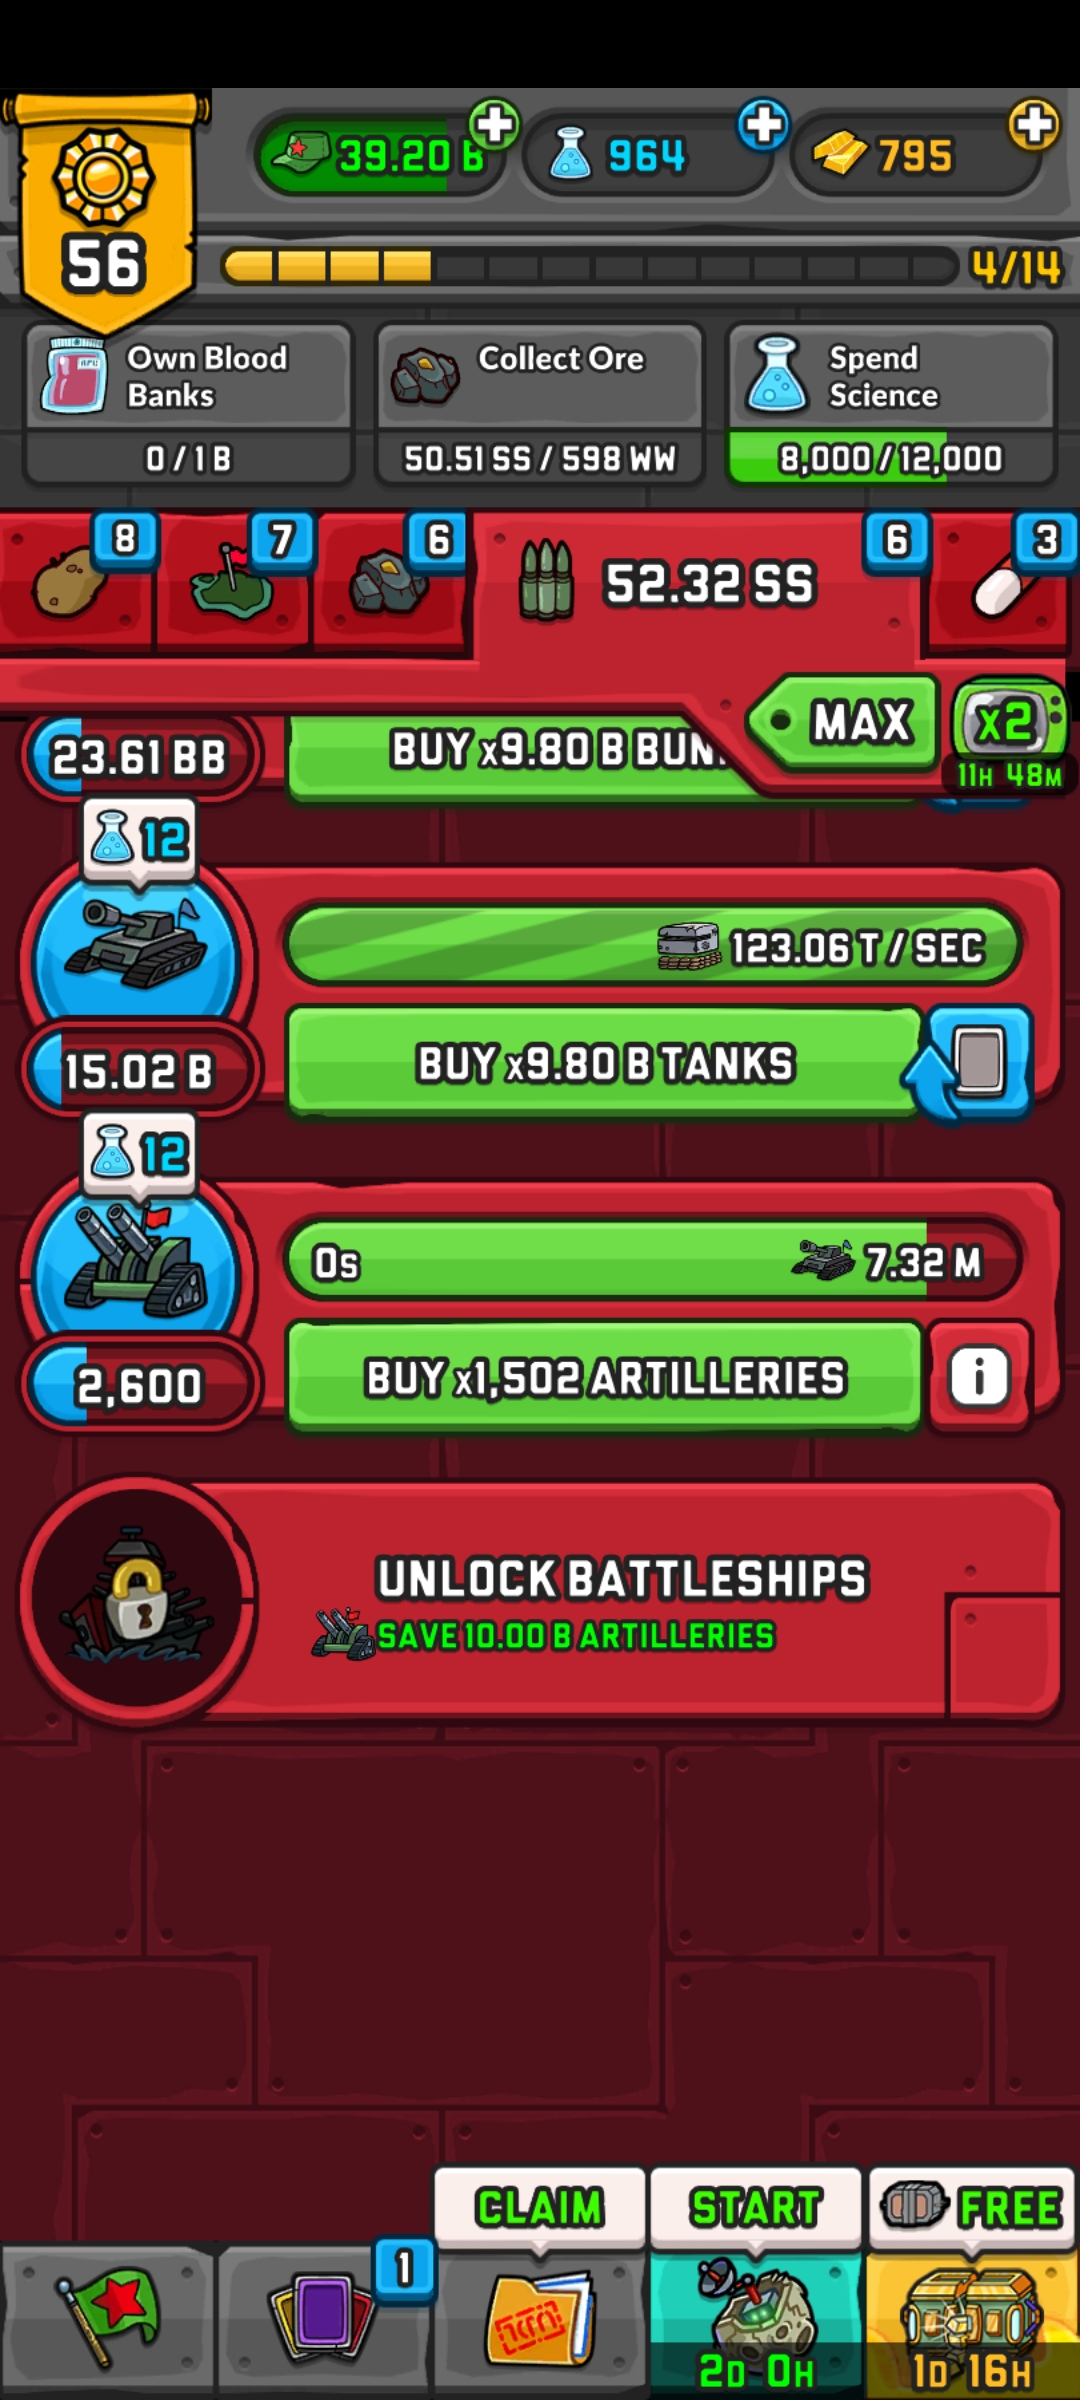 39.20 B
964
795
56
4/14
Own Blood
Banks
0 / 1 B
Collect Ore
50.51 SS / 598 WW
Spend
Science
8,000 / 12,000
8
7
6
52.32 SS
6
3
MAX
x2
11H 48M
23.61 BB
BUY x9.80 B BUN
12
123.06 T / SEC
15.02 B
BUY x9.80 B TANKS
12
0s
7.32 M
2,600
BUY x1,502 ARTILLERIES
i
UNLOCK BATTLESHIPS
SAVE 10.00 B ARTILLERIES
CLAIM
START
FREE
1
2D 0H
1D 16H